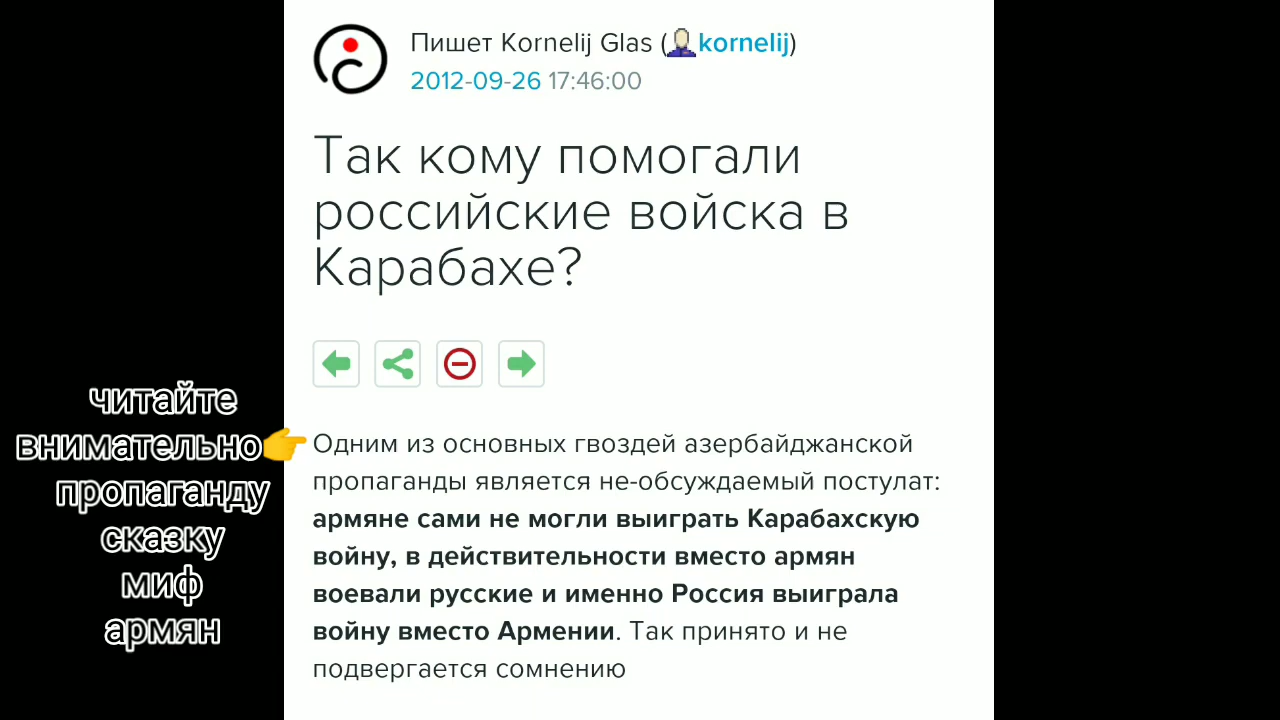 Пишет Kornelij Glas (kornelij)
2012-09-26 17:46:00
Так кому помогали
российские войска в
Карабахе?
читайте
внимательно👉
пропаганду
сказку
миф
армян
Одним из основных гвоздей азербайджанской
пропаганды является не-обсуждаемый постулат:
армяне сами не могли выиграть Карабахскую
войну, в действительности вместо армян
воевали русские и именно Россия выиграла
войну вместо Армении. Так принято и не
подвергается сомнению